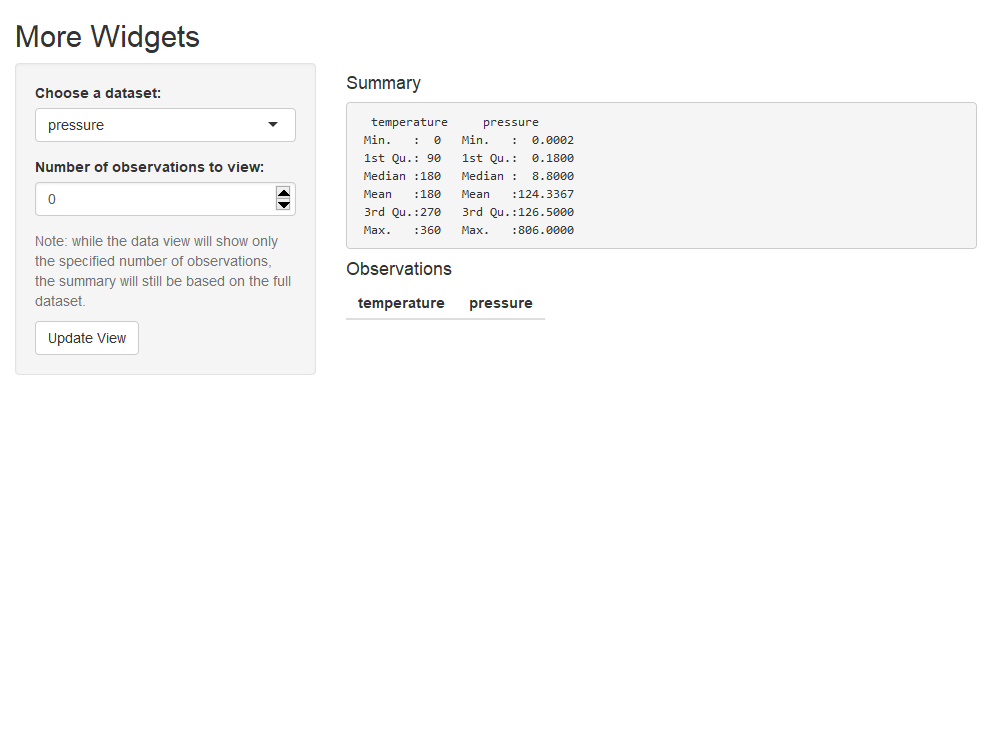 More Widgets
Choose a dataset:
pressure
Number of observations to view:
0
Note: while the data view will show only
the specified number of observations,
the summary will still be based on the full
dataset.
Update View
Summary
temperature     pressure
Min.   :  0   Min.   :  0.0002
1st Qu.: 90   1st Qu.:  0.1800
Median :180   Median :  8.8000
Mean   :180   Mean   :124.3367
3rd Qu.:270   3rd Qu.:126.5000
Max.   :360   Max.   :806.0000
Observations
temperature pressure